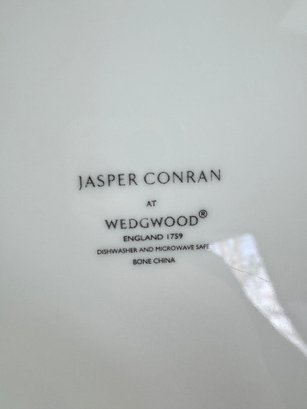 JASPER CONRAN
AT
WEDGWOOD®
ENGLAND 1759
DISHWASHER AND MICROWAVE SAFE
BONE CHINA